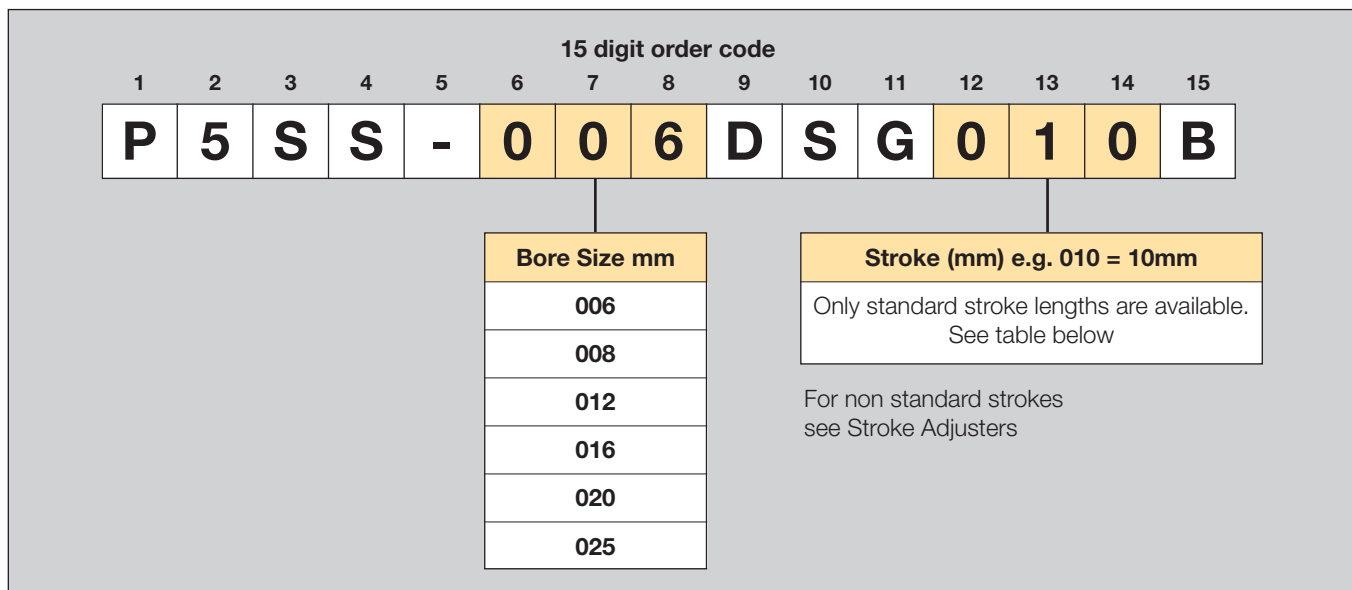 15 digit order code
1 2 3 4 5 6 7 8 9 10 11 12 13 14 15
P 5 S S - 0 0 6 D S G 0 1 0 B
Bore Size mm
006
008
012
016
020
025
Stroke (mm) e.g. 010 = 10mm
Only standard stroke lengths are available.
See table below
For non standard strokes
see Stroke Adjusters